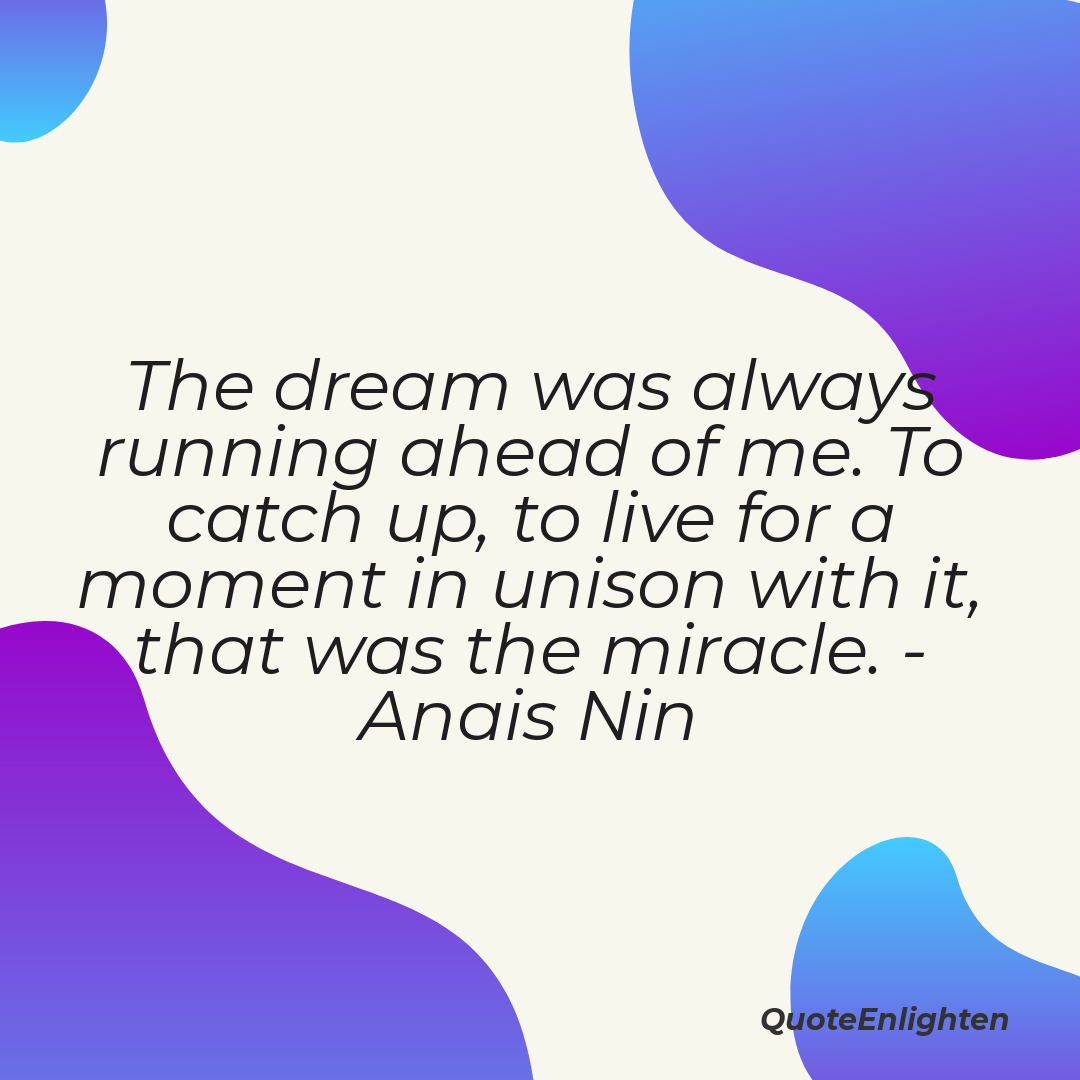 The dream was always
running ahead of me. To
catch up, to live for a
moment in unison with it,
that was the miracle. -
Anais Nin
QuoteEnlighten